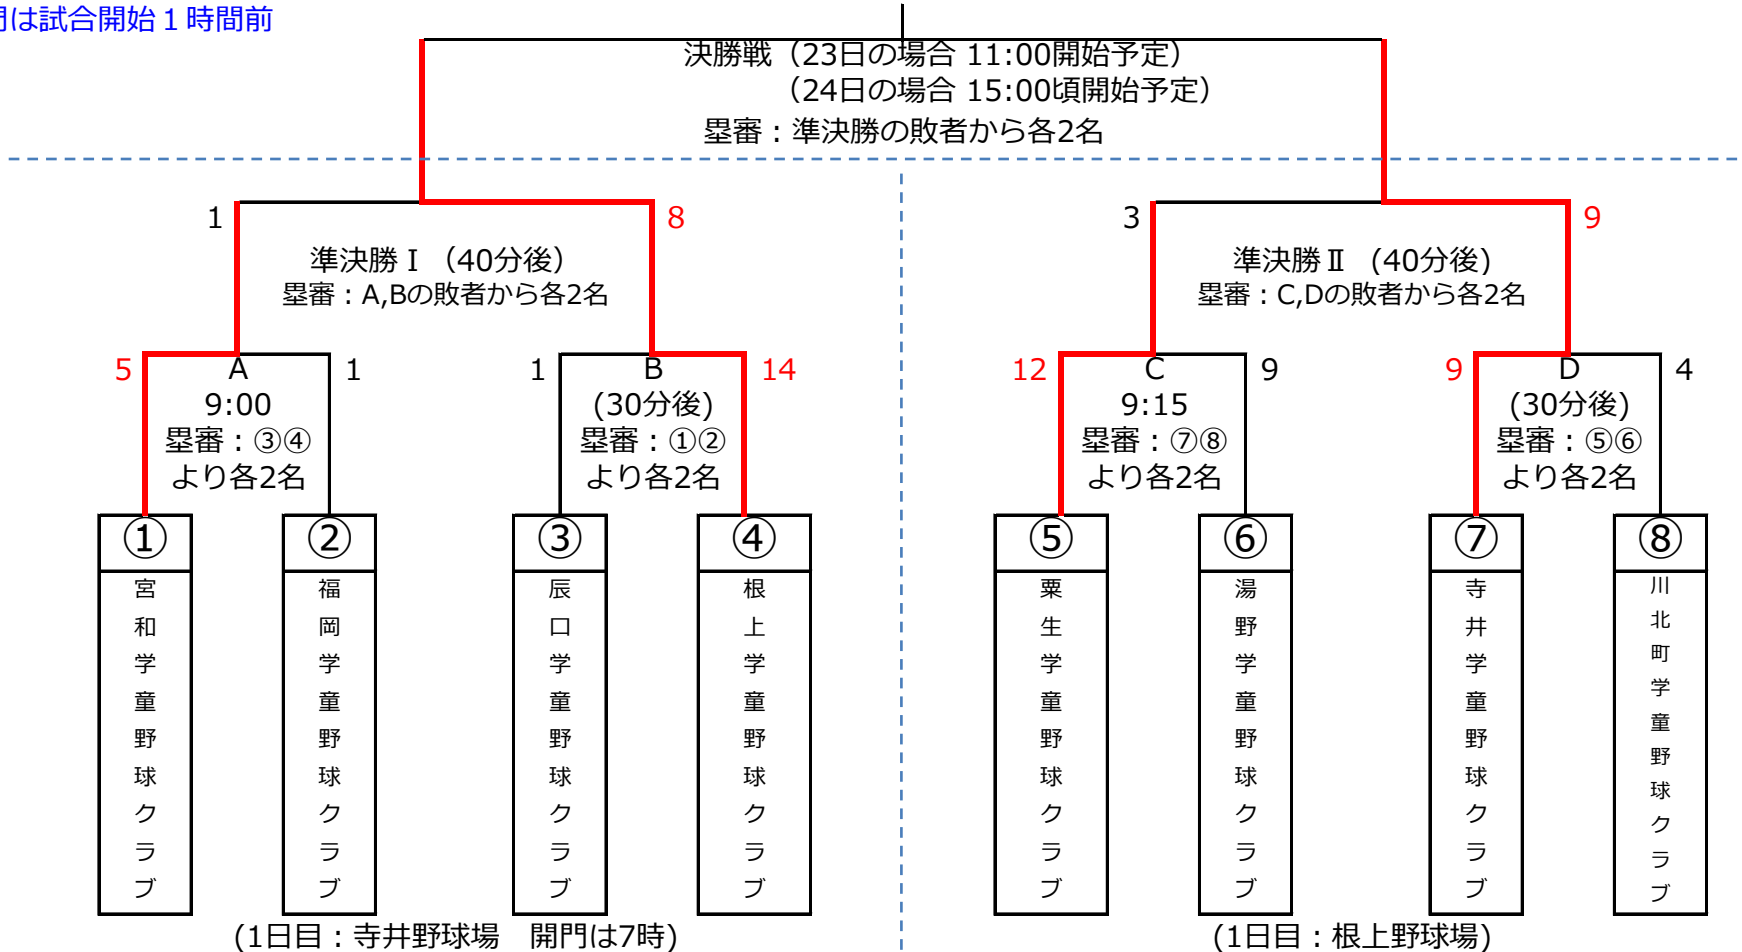 は試合開始１時間前
決勝戦（23日の場合 11:00開始予定）
（24日の場合 15:00頃開始予定）
塁審：準決勝の敗者から各2名
1
8
準決勝Ⅰ （40分後）
塁審：A,Bの敗者から各2名
3
9
準決勝Ⅱ (40分後)
塁審：C,Dの敗者から各2名
5
A
1
9:00
塁審：③④
より各2名
1
B
14
(30分後)
塁審：①②
より各2名
12
C
9
9:15
塁審：⑦⑧
より各2名
9
D
4
(30分後)
塁審：⑤⑥
より各2名
①
宮和学童野球クラブ
②
福岡学童野球クラブ
③
辰口学童野球クラブ
④
根上学童野球クラブ
⑤
粟生学童野球クラブ
⑥
湯野学童野球クラブ
⑦
寺井学童野球クラブ
⑧
川北町学童野球クラブ
(1日目：寺井野球場　開門は7時)
(1日目：根上野球場)